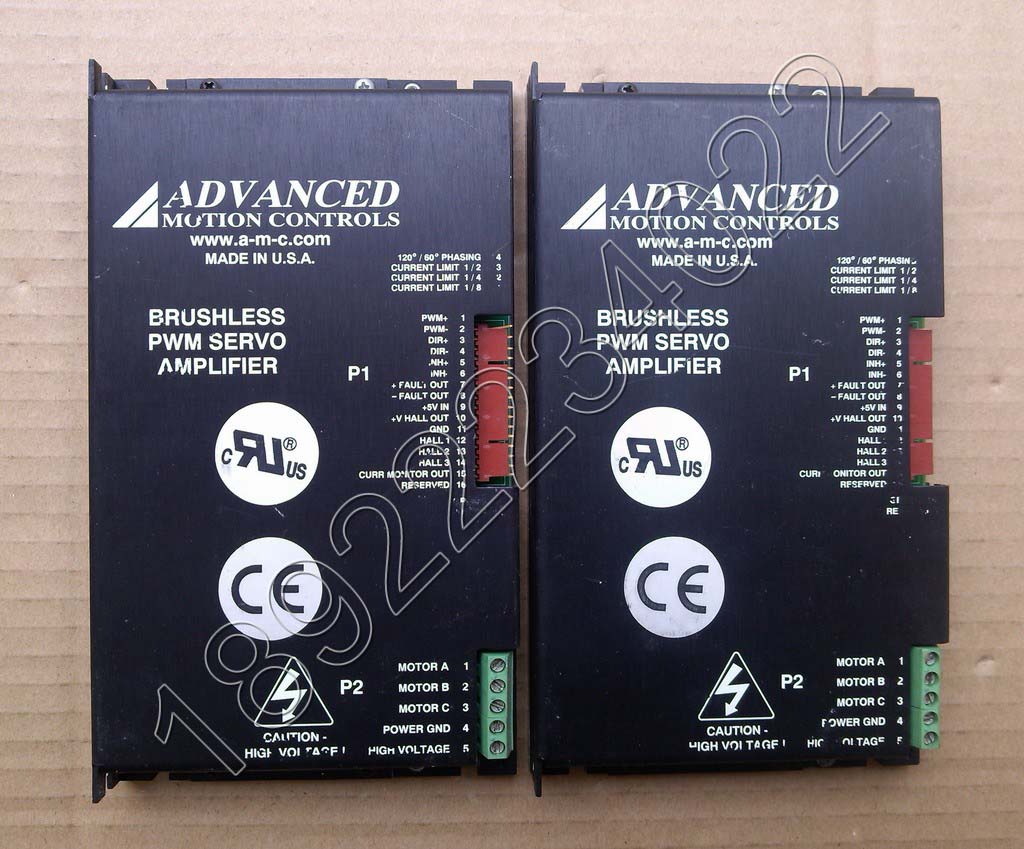 ADVANCED
MOTION CONTROLS
www.a-m-c.com
MADE IN U.S.A.
120° / 60° PHASING 4
CURRENT LIMIT 1 / 2 3
CURRENT LIMIT 1 / 4 2
CURRENT LIMIT 1 / 8
BRUSHLESS
PWM SERVO
AMPLIFIER
P1
PWM+ 1
PWM- 2
DIR+ 3
DIR- 4
INH+ 5
INH- 6
+ FAULT OUT 7
– FAULT OUT 8
+5V IN 9
+V HALL OUT 10
GND 11
HALL 1 12
HALL 2 13
HALL 3 14
CURR MONITOR OUT 15
RESERVED 16
c RU ® US
CE
P2
MOTOR A 1
MOTOR B 2
MOTOR C 3
POWER GND 4
HIGH VOLTAGE 5
CAUTION -
HIGH VOLTAGE !
ADVANCED
MOTION CONTROLS
www.a-m-c.com
MADE IN U.S.A.
120° / 60° PHASING
CURRENT LIMIT 1 / 2
CURRENT LIMIT 1 / 4
CURRENT LIMIT 1 / 8
BRUSHLESS
PWM SERVO
AMPLIFIER
P1
PWM+ 1
PWM- 2
DIR+ 3
DIR- 4
INH+ 5
INH- 6
+ FAULT OUT 7
– FAULT OUT 8
+5V IN 9
+V HALL OUT 10
GND
HALL
HALL 2
HALL 3
CURR ONITOR OUT
RESERVED
RE
c RU ® US
CE
P2
MOTOR A 1
MOTOR B 2
MOTOR C 3
POWER GND 4
VOLTAGE 5
CAUTION -
HIGH VOLTAGE !
18922234022